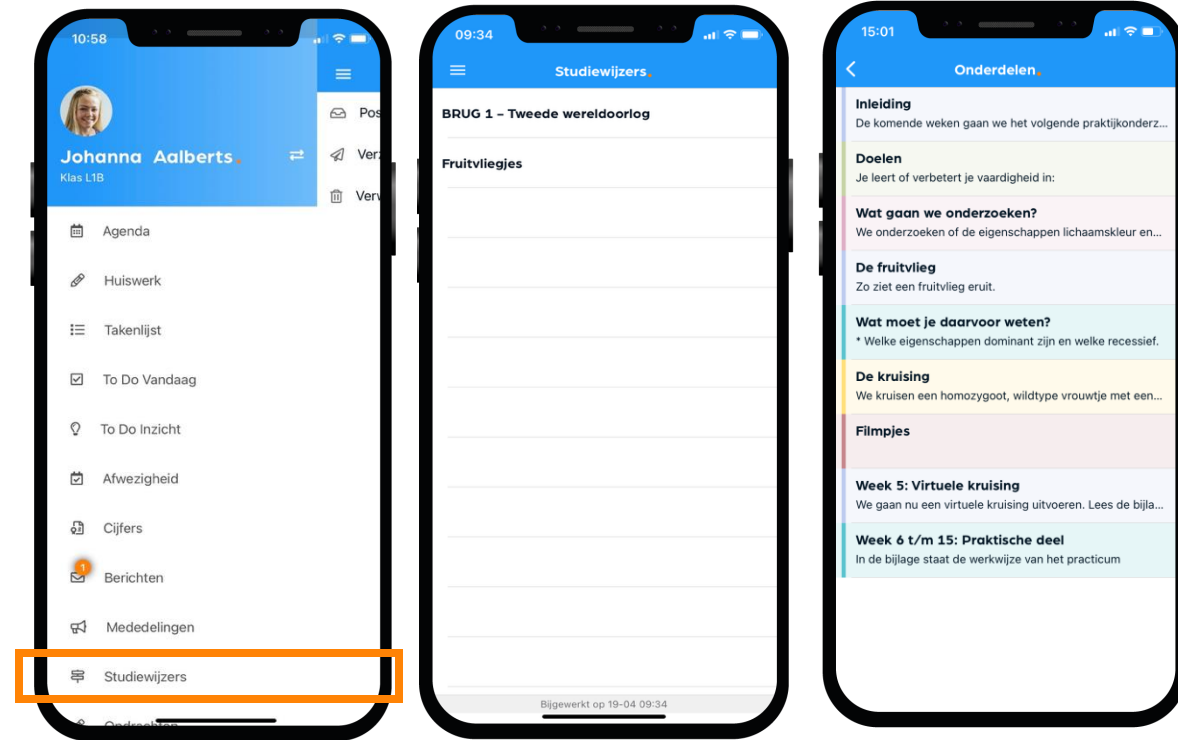 10:58
Johanna Aalberts.
Klas L1B
Pos
Verz
Verw
Agenda
Huiswerk
Takenlijst
To Do Vandaag
To Do Inzicht
Afwezigheid
Cijfers
1
Berichten
Mededelingen
Studiewijzers
Opdrachten
09:34
Studiewijzers.
BRUG 1 – Tweede wereldoorlog
Fruitvliegjes
Bijgewerkt op 19-04 09:34
15:01
Onderdelen.
Inleiding
De komende weken gaan we het volgende praktijkonderz...
Doelen
Je leert of verbetert je vaardigheid in:
Wat gaan we onderzoeken?
We onderzoeken of de eigenschappen lichaamskleur en...
De fruitvlieg
Zo ziet een fruitvlieg eruit.
Wat moet je daarvoor weten?
* Welke eigenschappen dominant zijn en welke recessief.
De kruising
We kruisen een homozygoot, wildtype vrouwtje met een...
Filmpjes
Week 5: Virtuele kruising
We gaan nu een virtuele kruising uitvoeren. Lees de bijla...
Week 6 t/m 15: Praktische deel
In de bijlage staat de werkwijze van het practicum